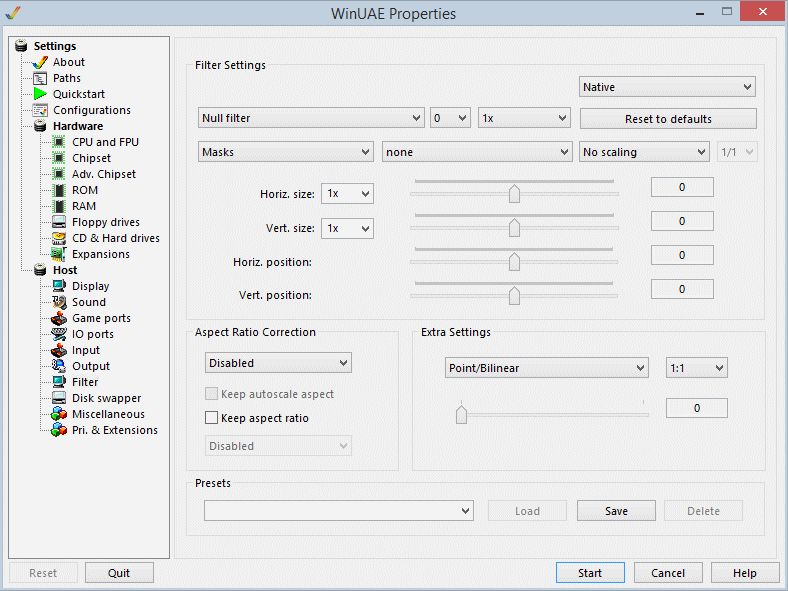 WinUAE Properties
Settings
About
Paths
Quickstart
Configurations
Hardware
CPU and FPU
Chipset
Adv. Chipset
ROM
RAM
Floppy drives
CD & Hard drives
Expansions
Host
Display
Sound
Game ports
IO ports
Input
Output
Filter
Disk swapper
Miscellaneous
Pri. & Extensions
Filter Settings
Native
Null filter 0 1x Reset to defaults
Masks none No scaling 1/1
Horiz. size: 1x 0
Vert. size: 1x 0
Horiz. position: 0
Vert. position: 0
Aspect Ratio Correction
Disabled
Keep autoscale aspect
Keep aspect ratio
Disabled
Extra Settings
Point/Bilinear 1:1
0
Presets
Load Save Delete
Reset Quit Start Cancel Help